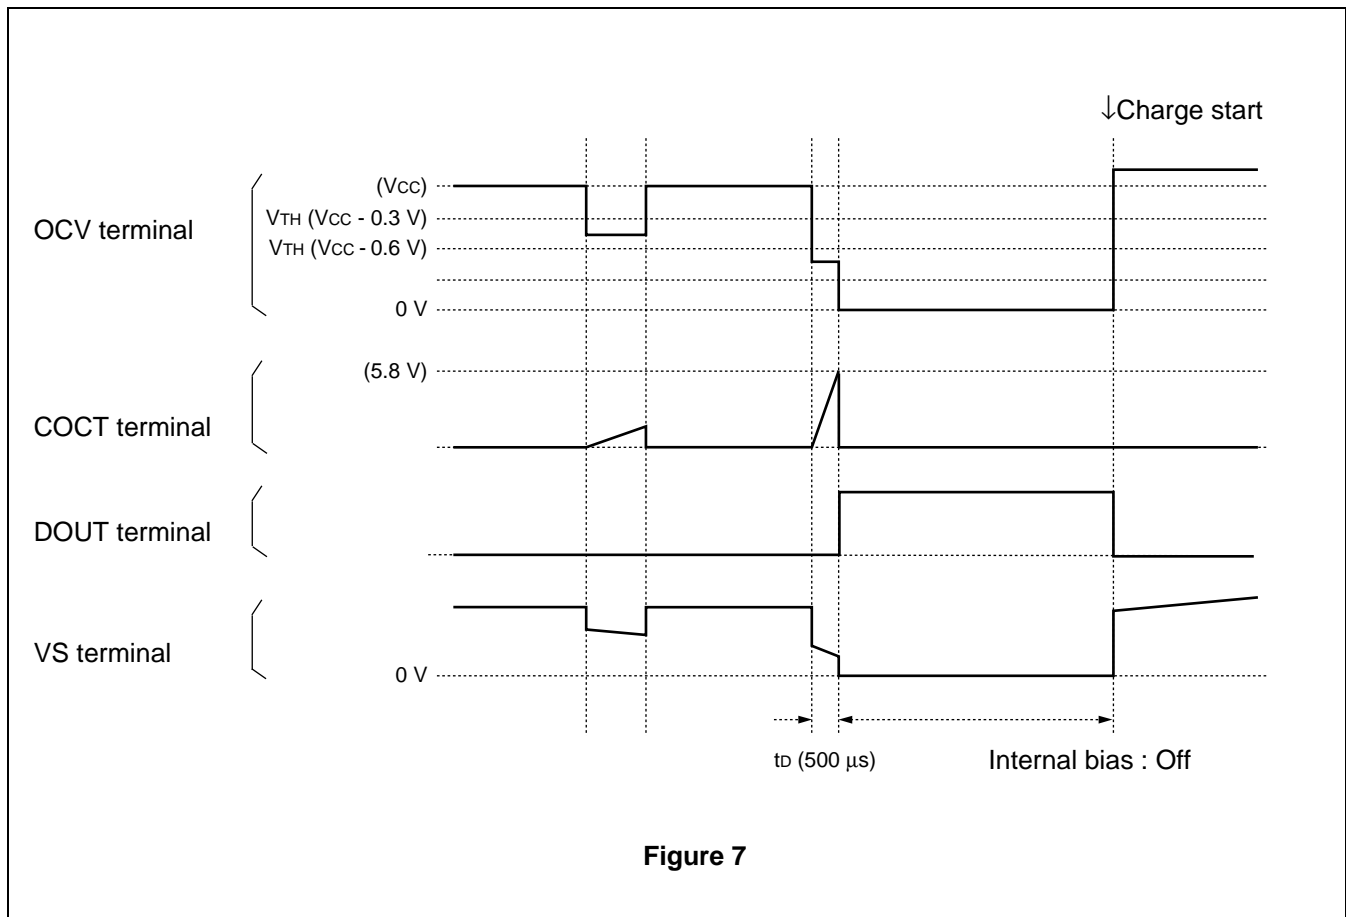 ↓Charge start
OCV terminal
(VCC)
VTH (VCC - 0.3 V)
VTH (VCC - 0.6 V)
0 V
COCT terminal
(5.8 V)
DOUT terminal
VS terminal
0 V
tD (500 µs)
Internal bias : Off
Figure 7